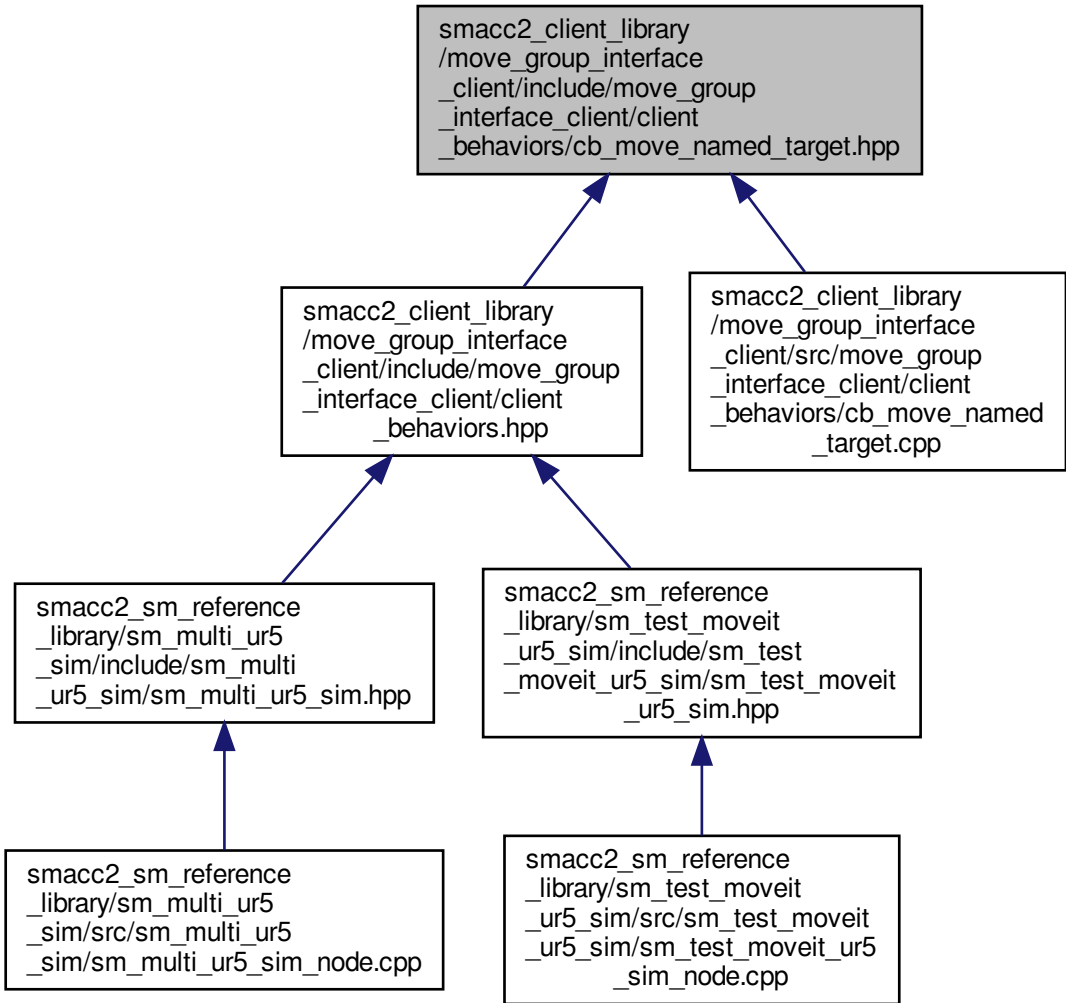 smacc2_client_library
/move_group_interface
_client/include/move_group
_interface_client/client
_behaviors/cb_move_named_target.hpp
smacc2_client_library
/move_group_interface
_client/include/move_group
_interface_client/client
_behaviors.hpp
smacc2_client_library
/move_group_interface
_client/src/move_group
_interface_client/client
_behaviors/cb_move_named
_target.cpp
smacc2_sm_reference
_library/sm_multi_ur5
_sim/include/sm_multi
_ur5_sim/sm_multi_ur5_sim.hpp
smacc2_sm_reference
_library/sm_test_moveit
_ur5_sim/include/sm_test
_moveit_ur5_sim/sm_test_moveit
_ur5_sim.hpp
smacc2_sm_reference
_library/sm_multi_ur5
_sim/src/sm_multi_ur5
_sim/sm_multi_ur5_sim_node.cpp
smacc2_sm_reference
_library/sm_test_moveit
_ur5_sim/src/sm_test_moveit
_ur5_sim/sm_test_moveit_ur5
_sim_node.cpp